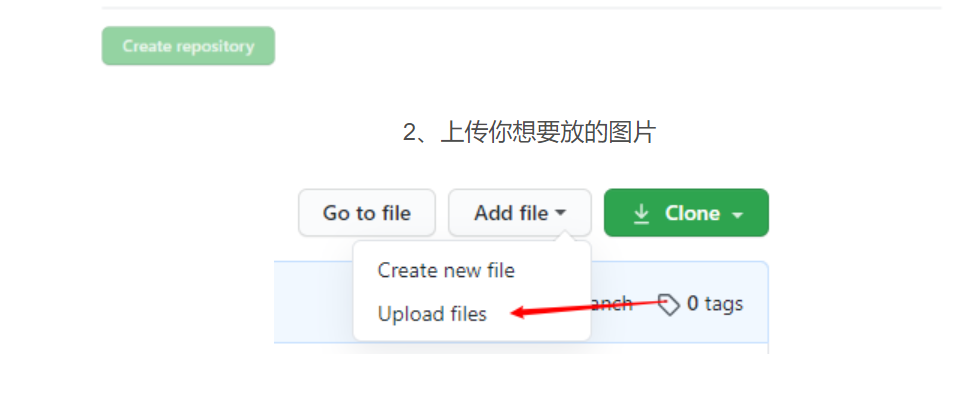 Create repository
2、上传你想要放的图片
Go to file Add file Clone
Create new file
Upload files
0 tags